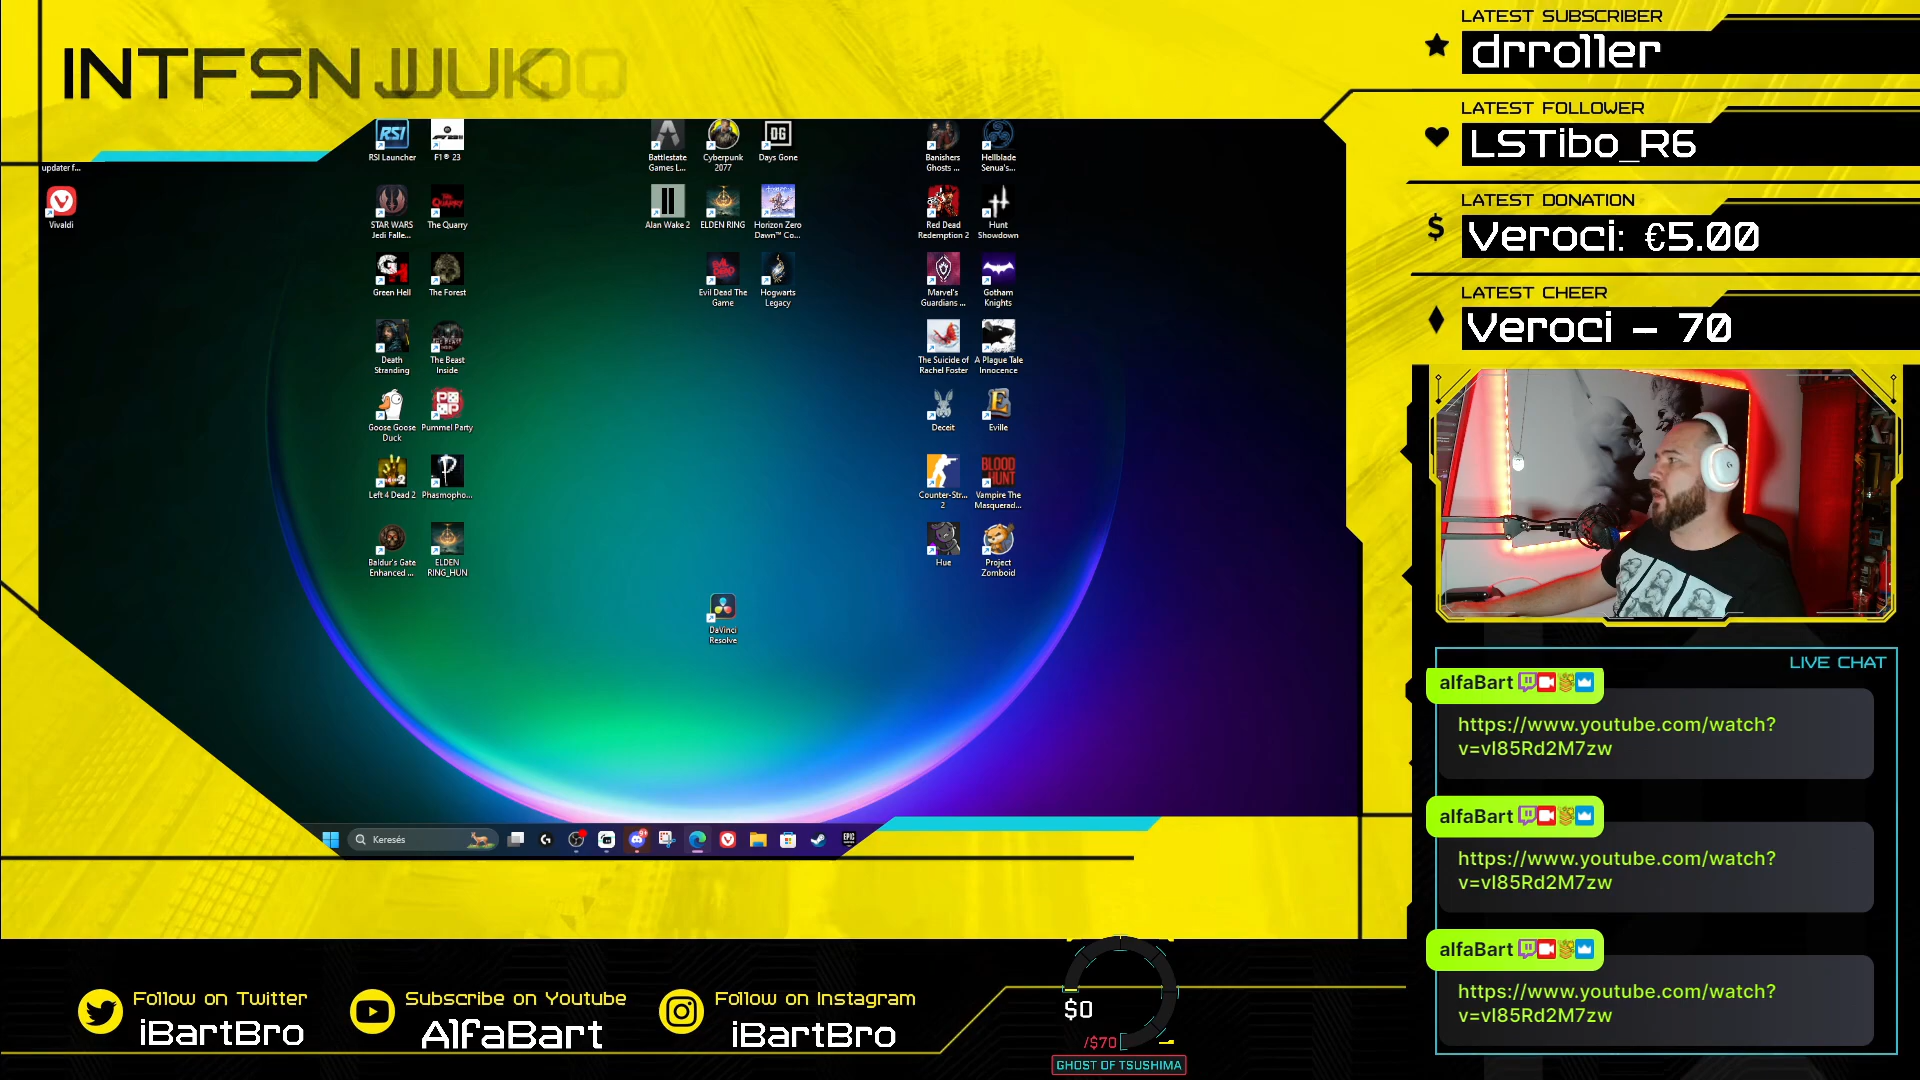 INTFSN
updater f...
Vivaldi
RSI
RSI Launcher
F1® 23
STAR WARS
Jedi Falle...
The Quarry
Green Hell
The Forest
Death
Stranding
The Beast
Inside
Goose Goose
Duck
Pummel Party
Left 4 Dead 2
Phasmopho...
Baldur's Gate
Enhanced ...
ELDEN
RING_HUN
Battlestate
Games L...
Cyberpunk
2077
DG
Days Gone
Alan Wake 2
ELDEN RING
Horizon Zero
Dawn™ Co...
Evil Dead The
Game
Hogwarts
Legacy
Banishers
Ghosts ...
Hellblade
Senua's...
Red Dead
Redemption 2
Hunt
Showdown
Marvel's
Guardians ...
Gotham
Knights
The Suicide of
Rachel Foster
A Plague Tale
Innocence
Deceit
Eville
Counter-Str...
2
BLOOD
HUNT
Vampire The
Masquerad...
Hue
Project
Zomboid
DaVinci
Resolve
Keresés
EPIC
LATEST SUBSCRIBER
drroller
LATEST FOLLOWER
LSTibo_R6
LATEST DONATION
Veroci: €5.00
LATEST CHEER
Veroci - 70
LIVE CHAT
alfaBart
https://www.youtube.com/watch?
v=vI85Rd2M7zw
alfaBart
https://www.youtube.com/watch?
v=vI85Rd2M7zw
alfaBart
https://www.youtube.com/watch?
v=vI85Rd2M7zw
Follow on Twitter
iBartBro
Subscribe on Youtube
AlfaBart
Follow on Instagram
iBartBro
$0
/$70
GHOST OF TSUSHIMA